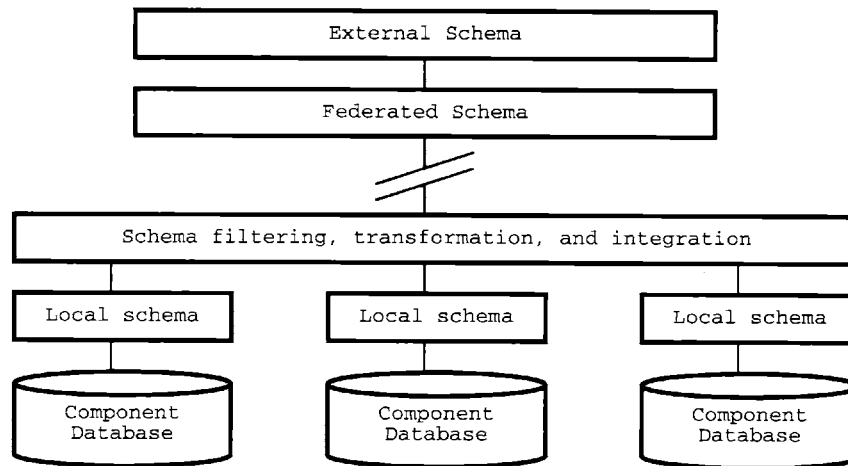 External Schema
Federated Schema
Schema filtering, transformation, and integration
Local schema
Local schema
Local schema
Component
Database
Component
Database
Component
Database